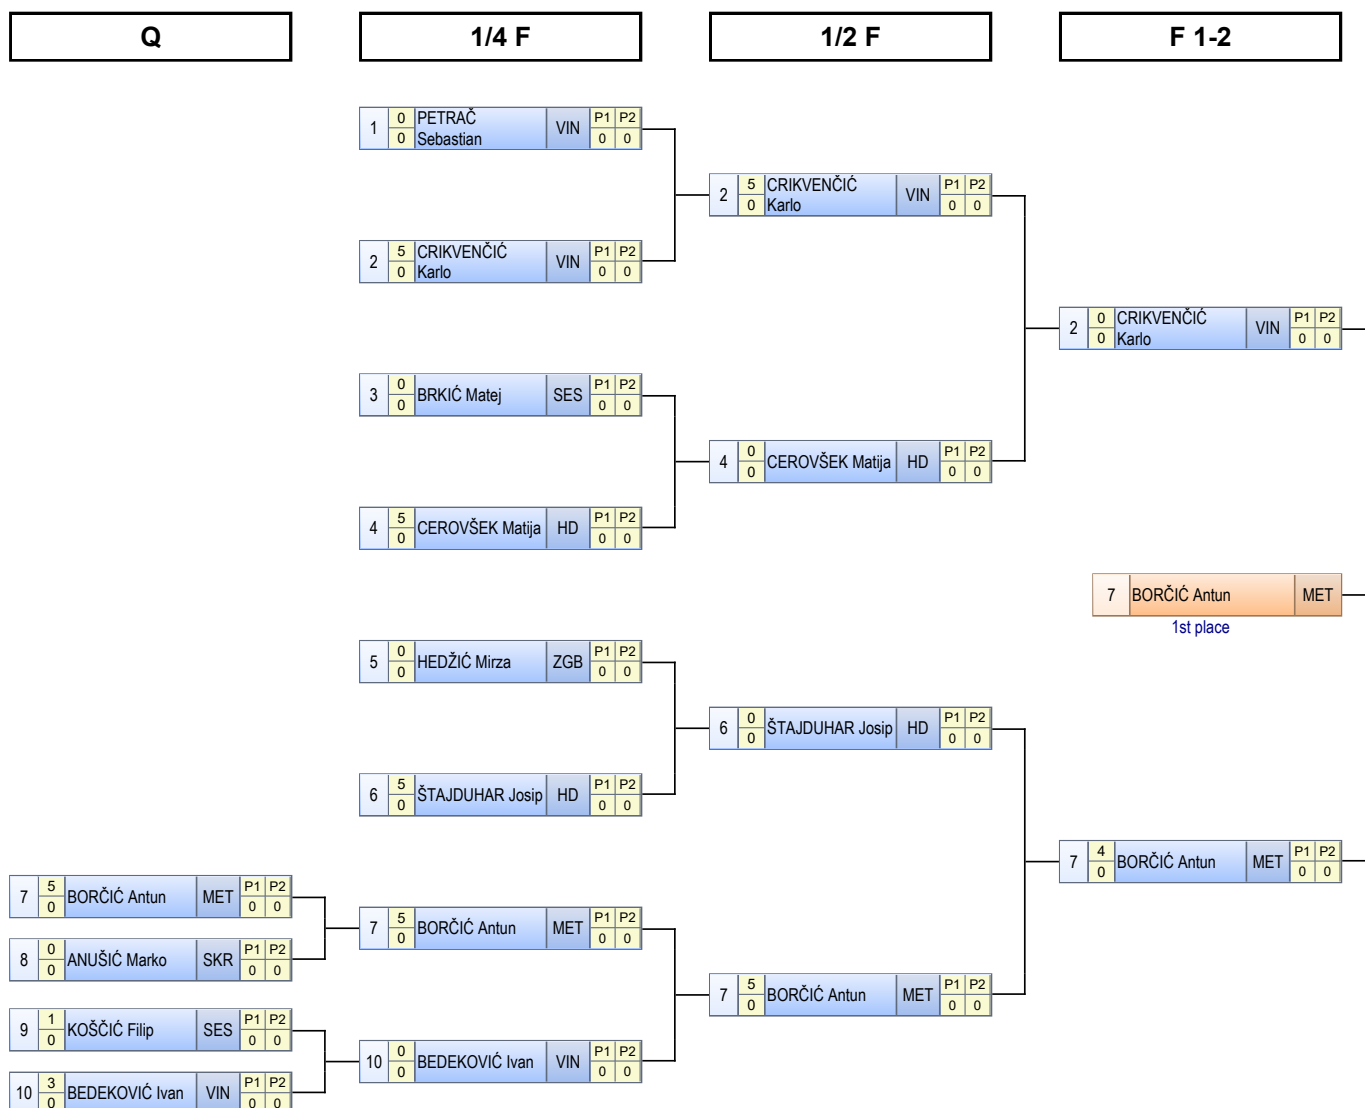 Q 1/4 F 1/2 F F 1-2
1 0 PETRAČ VIN P1 P2
0 Sebastian 0 0
2 5 CRIKVENČIĆ VIN P1 P2
0 Karlo 0 0
2 5 CRIKVENČIĆ VIN P1 P2
0 Karlo 0 0
2 0 CRIKVENČIĆ VIN P1 P2
0 Karlo 0 0
3 0 BRKIĆ Matej SES P1 P2
0 0 0
4 0 CEROVŠEK Matija HD P1 P2
0 0 0
4 5 CEROVŠEK Matija HD P1 P2
0 0 0
7 BORČIĆ Antun MET
1st place
5 0 HEDŽIĆ Mirza ZGB P1 P2
0 0 0
6 0 ŠTAJDUHAR Josip HD P1 P2
0 0 0
6 5 ŠTAJDUHAR Josip HD P1 P2
0 0 0
7 4 BORČIĆ Antun MET P1 P2
0 0 0
7 5 BORČIĆ Antun MET P1 P2
0 0 0
7 5 BORČIĆ Antun MET P1 P2
0 0 0
8 0 ANUŠIĆ Marko SKR P1 P2
0 0 0
7 5 BORČIĆ Antun MET P1 P2
0 0 0
9 1 KOŠČIĆ Filip SES P1 P2
0 0 0
10 0 BEDEKOVIĆ Ivan VIN P1 P2
0 0 0
10 3 BEDEKOVIĆ Ivan VIN P1 P2
0 0 0